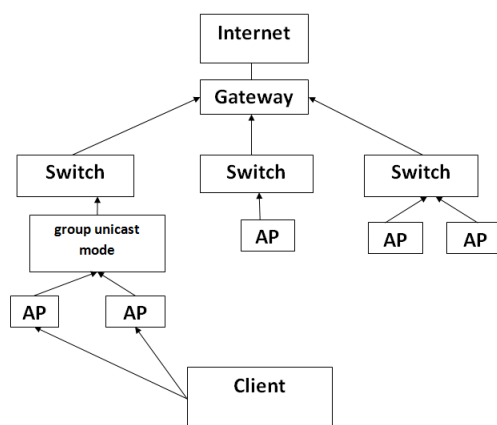 Internet
Gateway
Switch
Switch
Switch
group unicast
mode
AP
AP
AP
AP
AP
Client